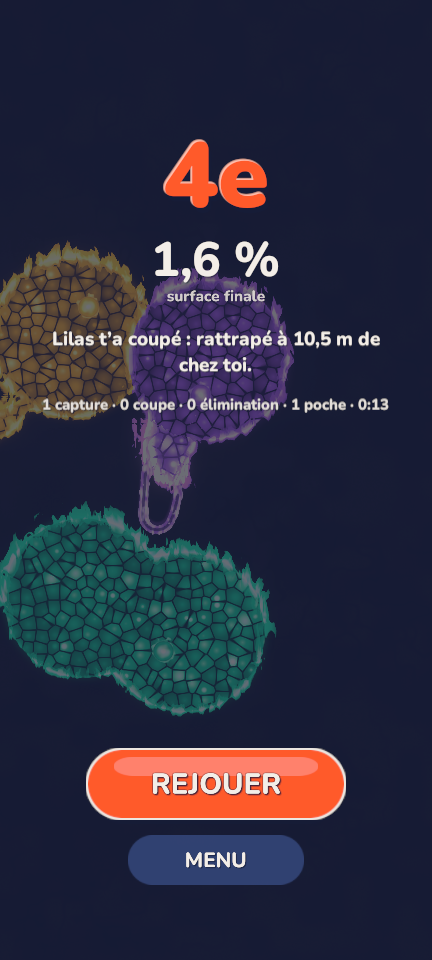 4e
1,6 %
surface finale
Lilas t’a coupé : rattrapé à 10,5 m de
chez toi.
1 capture · 0 coupe · 0 élimination · 1 poche · 0:13
REJOUER
MENU